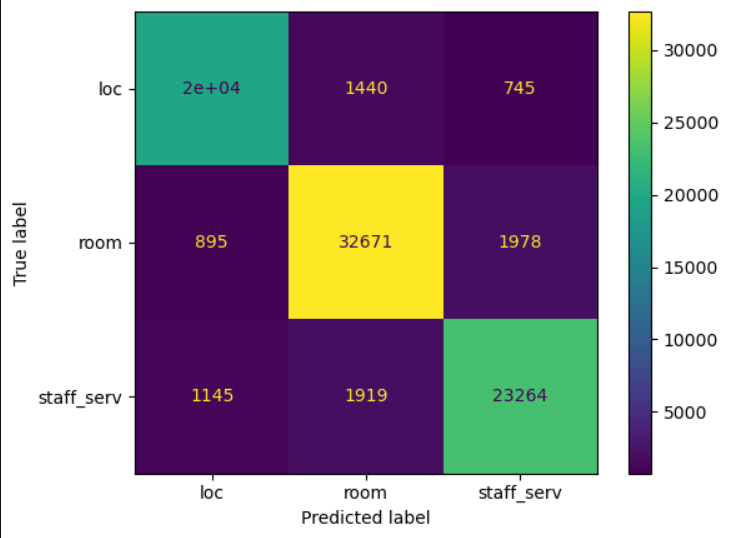 loc 2e+04 1440 745
room 895 32671 1978
staff_serv 1145 1919 23264
loc room staff_serv
Predicted label
True label
30000
25000
20000
15000
10000
5000